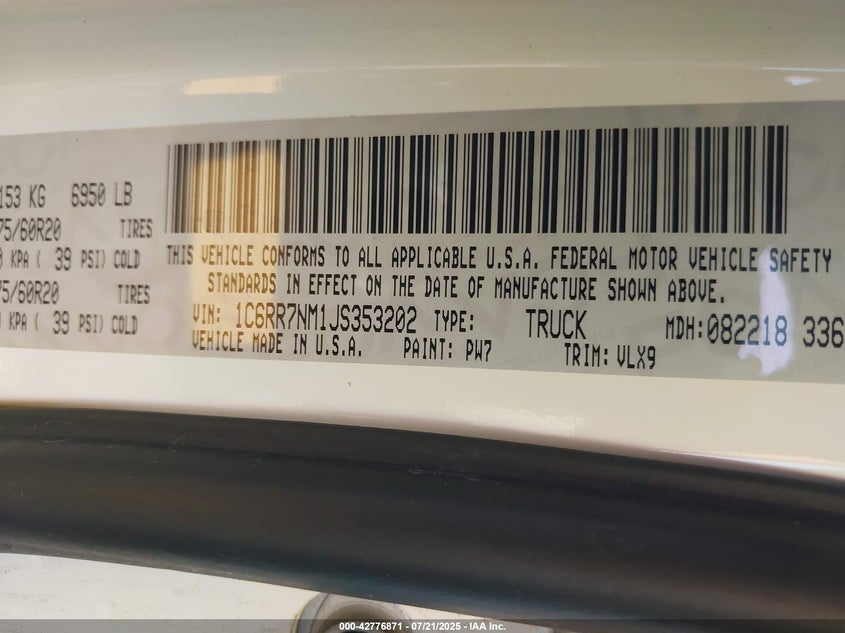 153 KG 6950 LB
75/60R20 TIRES
KPA ( 39 PSI) COLD
75/60R20 TIRES
KPA ( 39 PSI) COLD
THIS VEHICLE CONFORMS TO ALL APPLICABLE U.S.A. FEDERAL MOTOR VEHICLE SAFETY
STANDARDS IN EFFECT ON THE DATE OF MANUFACTURE SHOWN ABOVE.
VIN: 1C6RR7NM1JS353202 TYPE: TRUCK MDH:082218 336
VEHICLE MADE IN U.S.A. PAINT: PW7 TRIM: VLX9
000-42776871 - 07/21/2025 - IAA Inc.